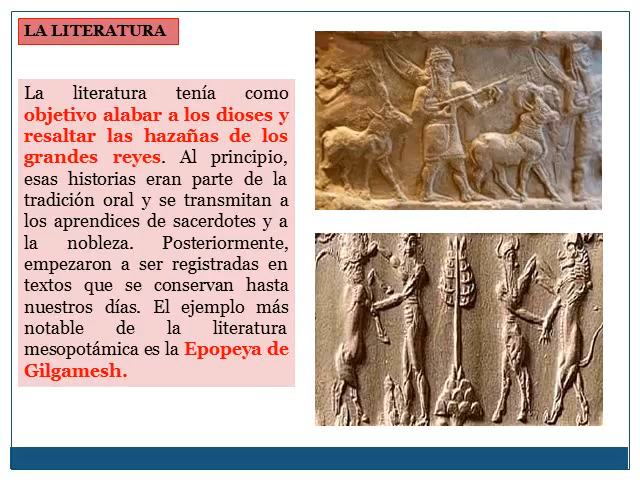 LA LITERATURA
La literatura tenía como
objetivo alabar a los dioses y
resaltar las hazañas de los
grandes reyes. Al principio,
esas historias eran parte de la
tradición oral y se transmitan a
los aprendices de sacerdotes y a
la nobleza. Posteriormente,
empezaron a ser registradas en
textos que se conservan hasta
nuestros días. El ejemplo más
notable de la literatura
mesopotámica es la Epopeya de
Gilgamesh.